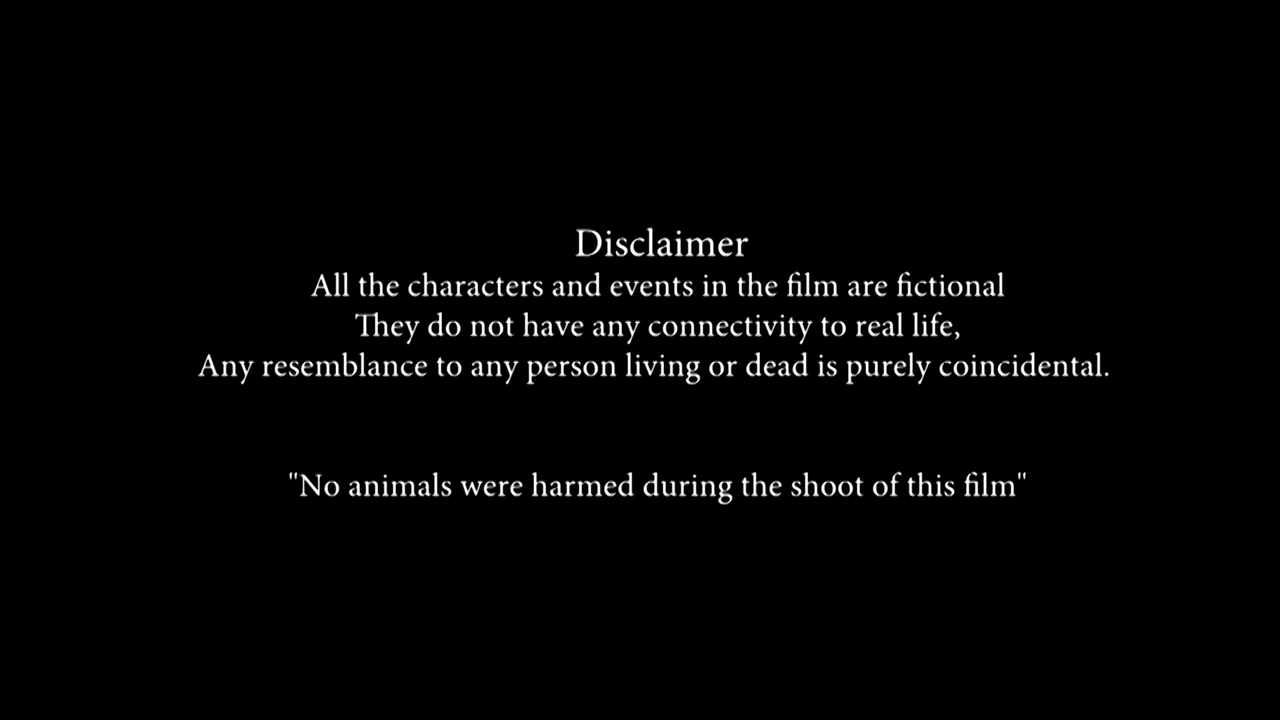 Disclaimer
All the characters and events in the film are fictional
They do not have any connectivity to real life,
Any resemblance to any person living or dead is purely coincidental.
"No animals were harmed during the shoot of this film"